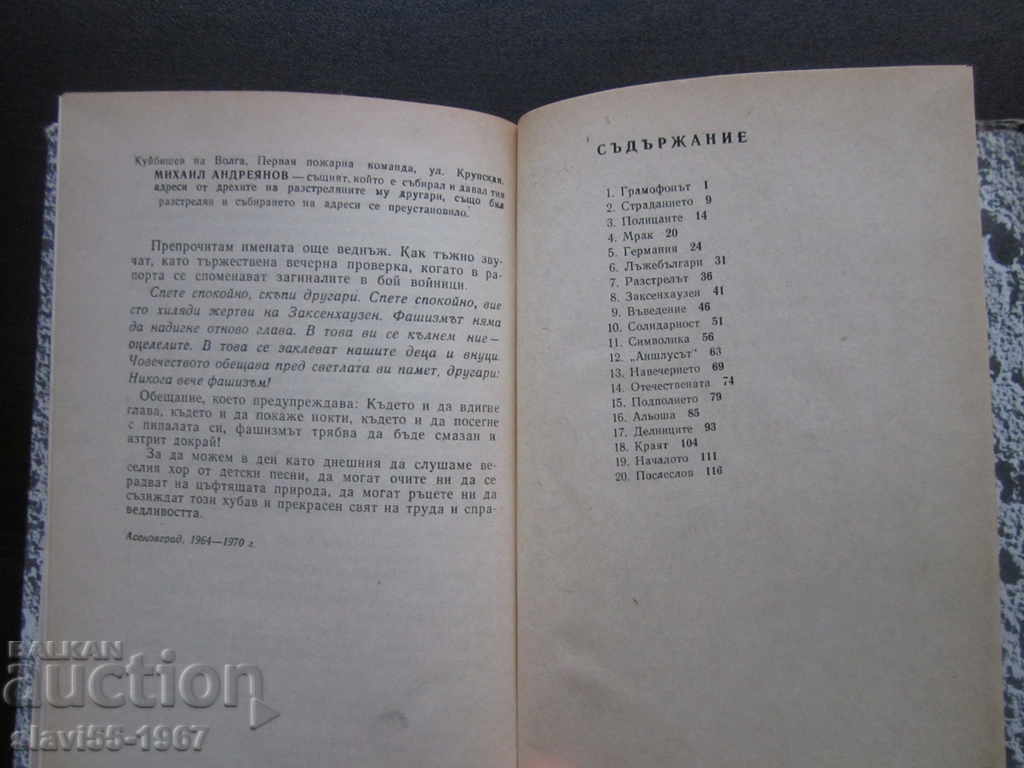 Куйбишев на Волга, Первая пожарна команда, ул. Крупская.
МИХАИЛ АНДРЕЯНОВ — същият, който е събирал и давал тия
адреси от дрехите на разстреляните му другари, също бил
разстрелян и събирането на адреси се преустановило.
Препрочитам имената още веднъж. Как тъжно зву-
чат, като тържествена вечерна проверка, когато в ра-
порта се споменават загиналите в бой войници.
Спете спокойно, скъпи другари. Спете спокойно, вие
сто хиляди жертви на Заксенхаузен. Фашизмът няма
да надигне отново глава. В това ви се кълнем ние —
оцелелите. В това се заклеват нашите деца и внуци.
Човечеството обещава пред светлата ви памет, другари:
Никога вече фашизъм!
Обещание, което предупреждава: Където и да вдигне
глава, където и да покаже нокти, където и да посегне
с пипалата си, фашизмът трябва да бъде смазан и
изтрит докрай!
За да можем в ден като днешния да слушаме ве-
селия хор от детски песни, да могат очите ни да се
радват на цъфтящата природа, да могат ръцете ни да
съзиждат този хубав и прекрасен свят на труда и спра-
ведливостта.
Асеновград, 1964—1970 г.
СЪДЪРЖАНИЕ
1. Грамофонът 1
2. Страданието 9
3. Полицаите 14
4. Мрак 20
5. Германия 24
6. Лъжебългари 31
7. Разстрелът 36
8. Заксенхаузен 41
9. Въведение 46
10. Солидарност 51
11. Символика 56
12. „Аншлусът" 63
13. Навечерието 69
14. Отечествената 74
15. Подполието 79
16. Альоша 85
17. Делниците 93
18. Краят 104
19. Началото 111
20. Послеслов 116
BALKAN
auction
slavi55-1967